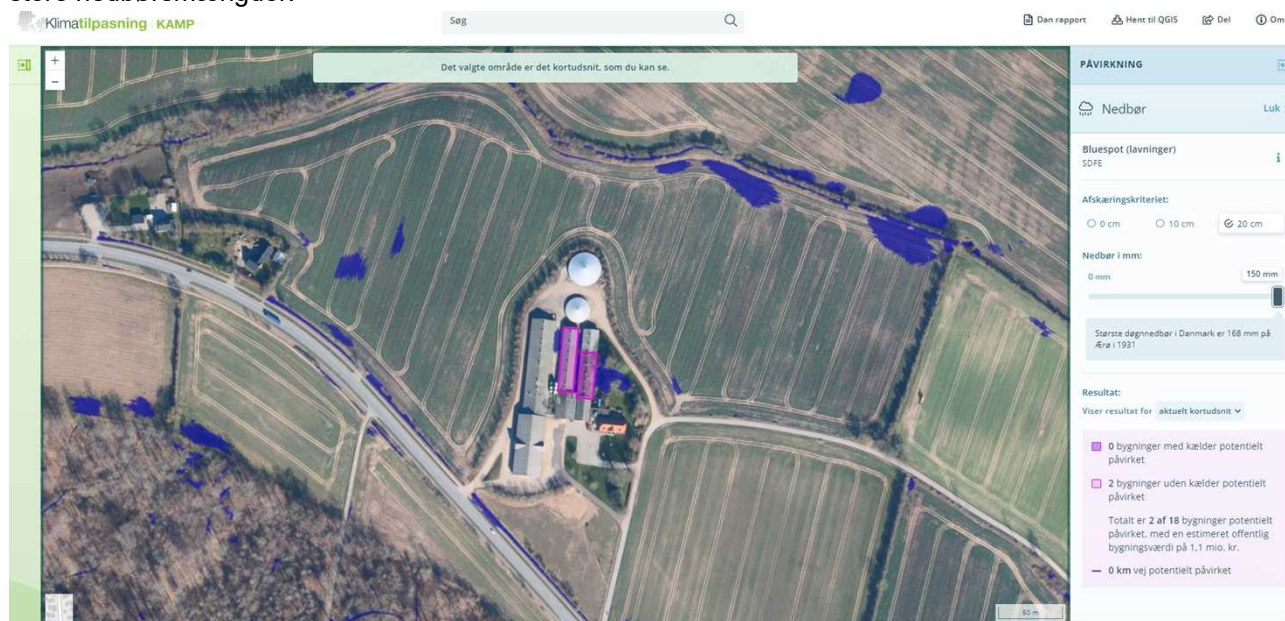 Klimatilpasning KAMP
Søg
Dan rapport
Hent til QGIS
Del
Om
Det valgte område er det kortudsnit, som du kan se.
+
−
PÅVIRKNING
Nedbør
Luk
Bluespot (lavninger)
SDFE
i
Afskæringskriteriet:
0 cm
10 cm
20 cm
Nedbør i mm:
0 mm
150 mm
Største døgnnedbør i Danmark er 168 mm på
Ærø i 1931
Resultat:
Viser resultat for aktuelt kortudsnit
0 bygninger med kælder potentielt
påvirket
2 bygninger uden kælder potentielt
påvirket
Totalt er 2 af 18 bygninger potentielt
påvirket, med en estimeret offentlig
bygningsværdi på 1,1 mio. kr.
0 km vej potentielt påvirket
50 m